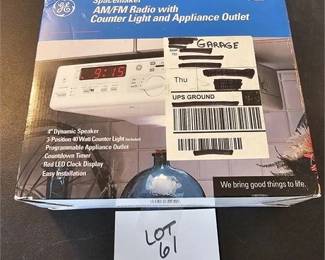 Spacemaker
AM/FM Radio with
Counter Light and Appliance Outlet
GE
GARAGE
9:15
Thu
UPS GROUND
4" Dynamic Speaker
3-Position 40 Watt Counter Light (Included)
Programmable Appliance Outlet
Countdown Timer
Red LED Clock Display
Easy Installation
We bring good things to life.
LOT
61